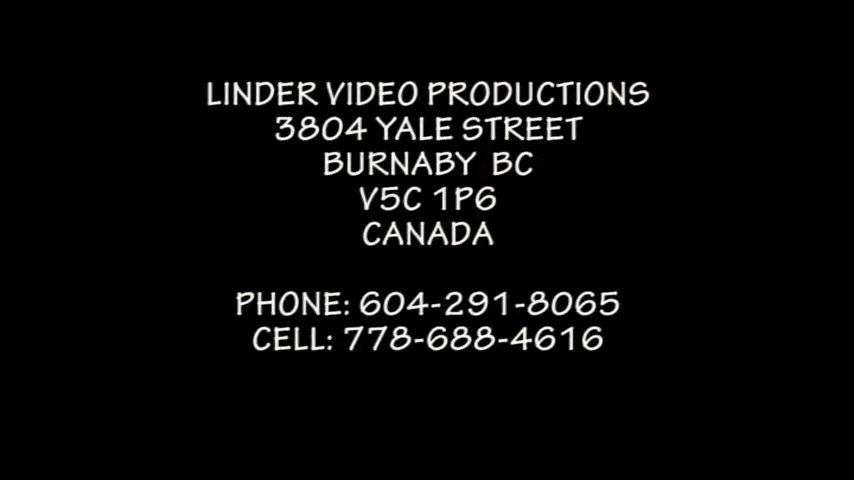 LINDER VIDEO PRODUCTIONS
3804 YALE STREET
BURNABY BC
V5C 1P6
CANADA
PHONE: 604-291-8065
CELL: 778-688-4616